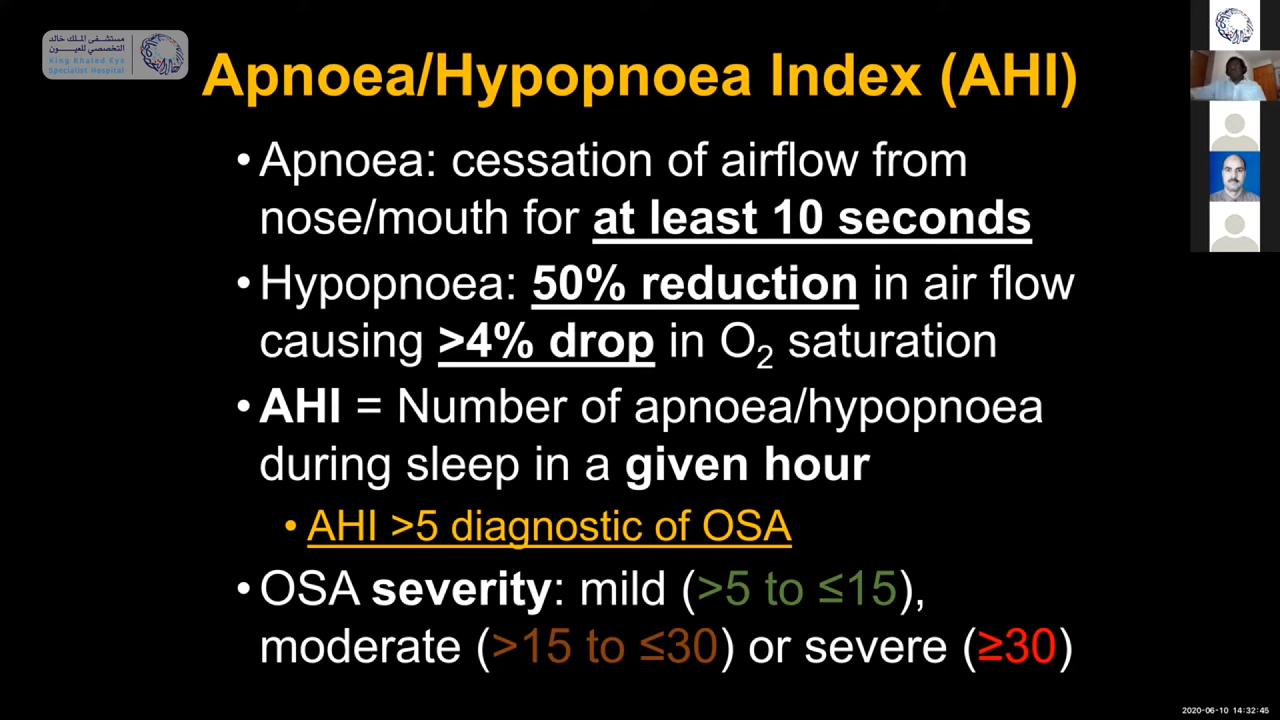 مستشفى الملك خالد
التخصصي للعيون
King Khaled Eye
Specialist Hospital
Apnoea/Hypopnoea Index (AHI)
• Apnoea: cessation of airflow from
nose/mouth for at least 10 seconds
• Hypopnoea: 50% reduction in air flow
causing >4% drop in O₂ saturation
• AHI = Number of apnoea/hypopnoea
during sleep in a given hour
• AHI >5 diagnostic of OSA
• OSA severity: mild (>5 to ≤15),
moderate (>15 to ≤30) or severe (≥30)
2020-06-10 14:32:45